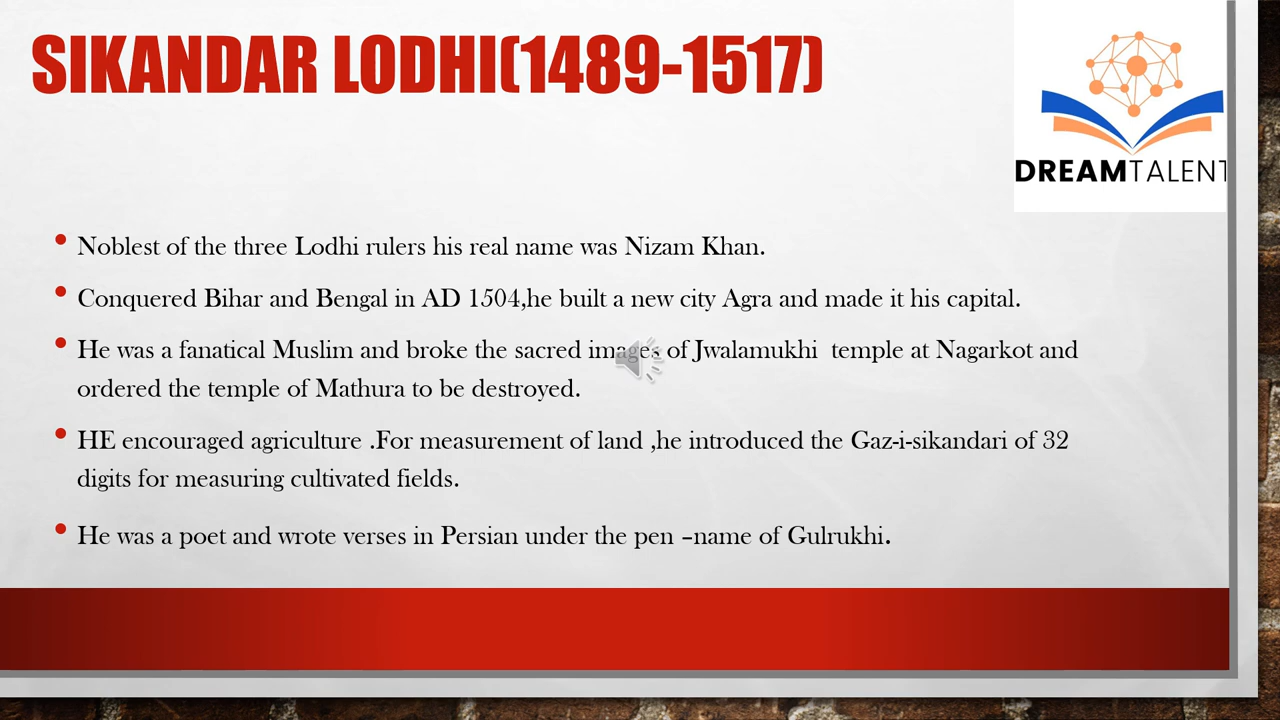 SIKANDAR LODHI(1489-1517)
DREAMTALENT
• Noblest of the three Lodhi rulers his real name was Nizam Khan.
• Conquered Bihar and Bengal in AD 1504,he built a new city Agra and made it his capital.
• He was a fanatical Muslim and broke the sacred images of Jwalamukhi  temple at Nagarkot and
ordered the temple of Mathura to be destroyed.
• HE encouraged agriculture .For measurement of land ,he introduced the Gaz-i-sikandari of 32
digits for measuring cultivated fields.
• He was a poet and wrote verses in Persian under the pen –name of Gulrukhi.